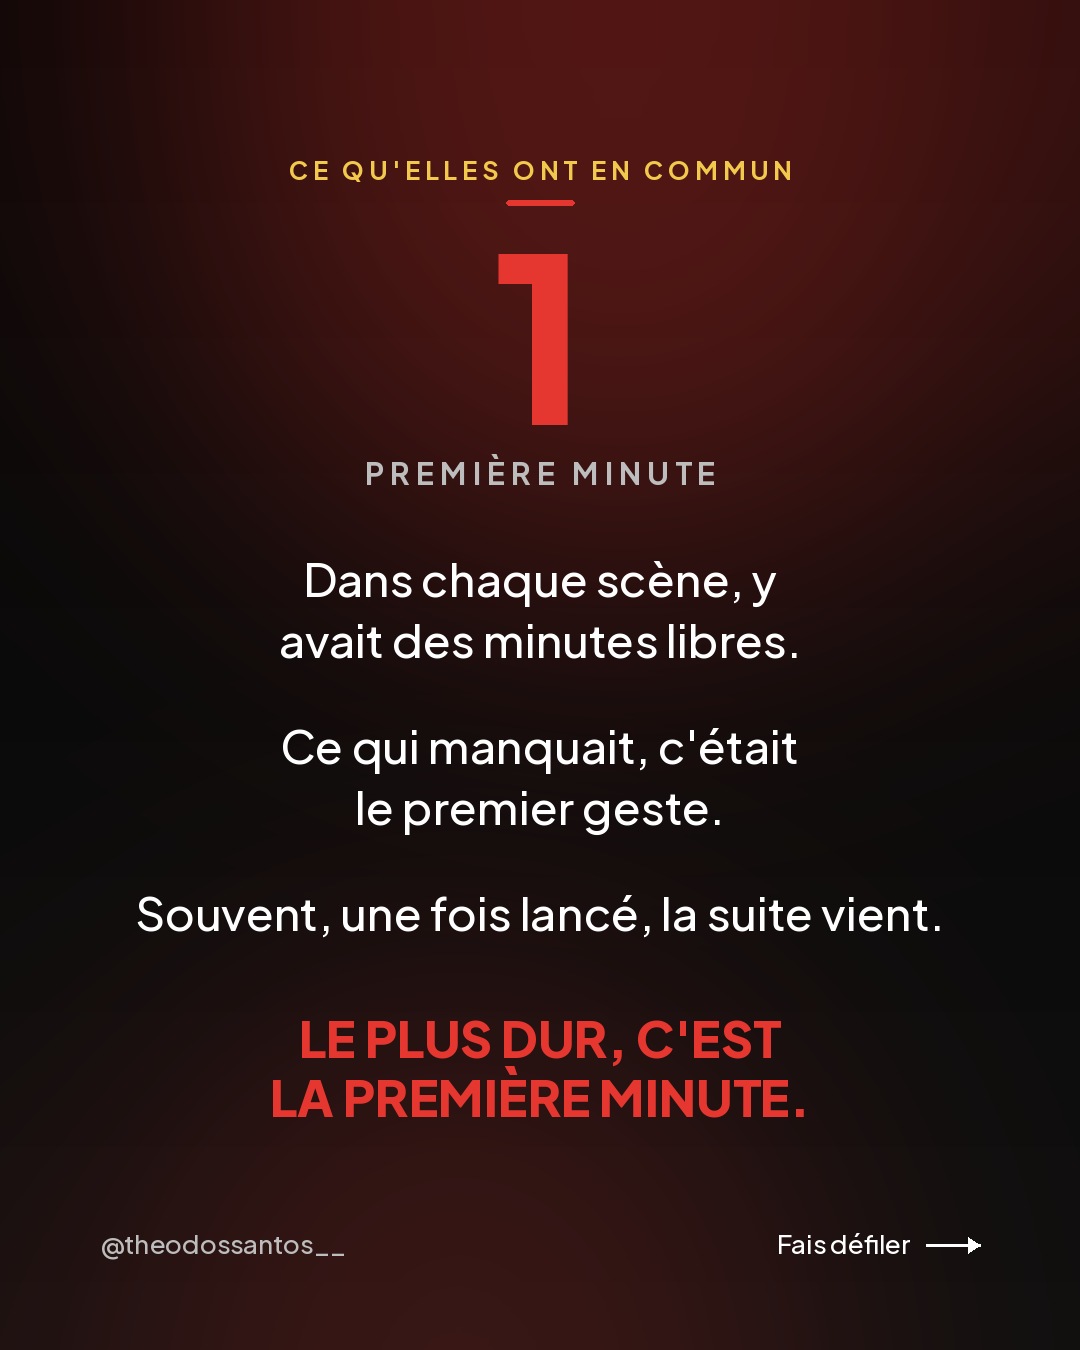 CE QU'ELLES ONT EN COMMUN
1
PREMIÈRE MINUTE
Dans chaque scène, y
avait des minutes libres.
Ce qui manquait, c'était
le premier geste.
Souvent, une fois lancé, la suite vient.
LE PLUS DUR, C'EST
LA PREMIÈRE MINUTE.
@theodossantos__
Fais défiler